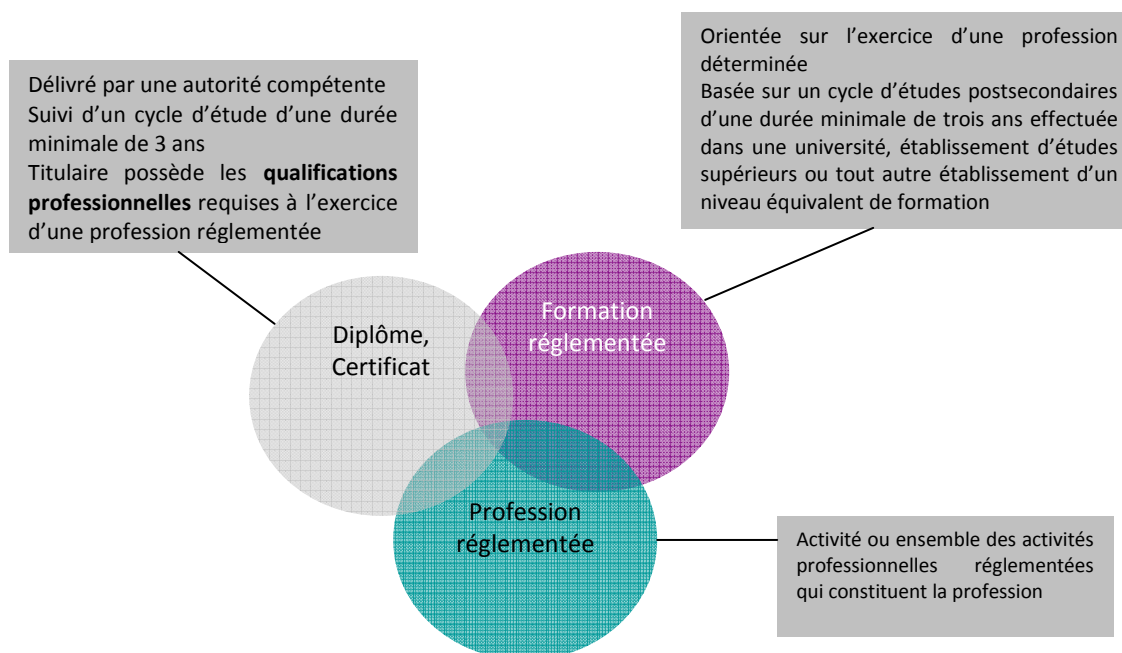 Délivré par une autorité compétente
Suivi d’un cycle d’étude d’une durée
minimale de 3 ans
Titulaire possède les qualifications
professionnelles requises à l’exercice
d’une profession réglementée
Orientée sur l’exercice d’une profession
déterminée
Basée sur un cycle d’études postsecondaires
d’une durée minimale de trois ans effectuée
dans une université, établissement d’études
supérieurs ou tout autre établissement d’un
niveau équivalent de formation
Diplôme,
Certificat
Formation
réglementée
Profession
réglementée
Activité ou ensemble des activités
professionnelles réglementées
qui constituent la profession